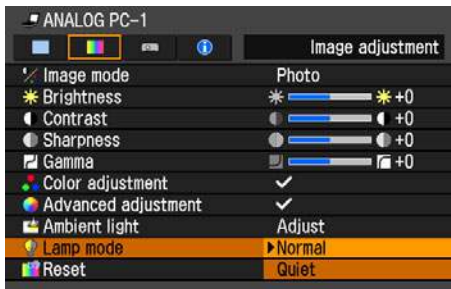 ANALOG PC-1
Image adjustment
Image mode Photo
Brightness +0
Contrast +0
Sharpness +0
Gamma +0
Color adjustment
Advanced adjustment
Ambient light Adjust
Lamp mode Normal
Reset Quiet